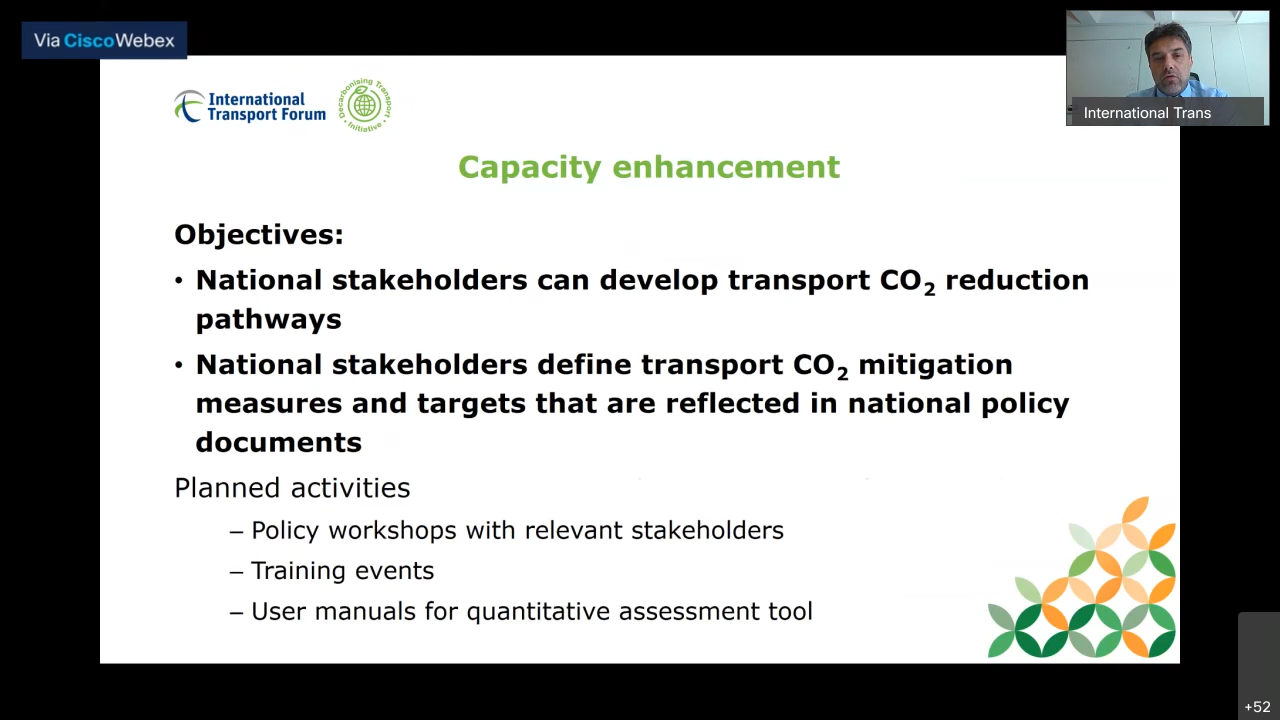 Via Cisco Webex
International Trans
International
Transport Forum
Decarbonising Transport
Initiative
Capacity enhancement
Objectives:
• National stakeholders can develop transport CO₂ reduction
pathways
• National stakeholders define transport CO₂ mitigation
measures and targets that are reflected in national policy
documents
Planned activities
– Policy workshops with relevant stakeholders
– Training events
– User manuals for quantitative assessment tool
+52